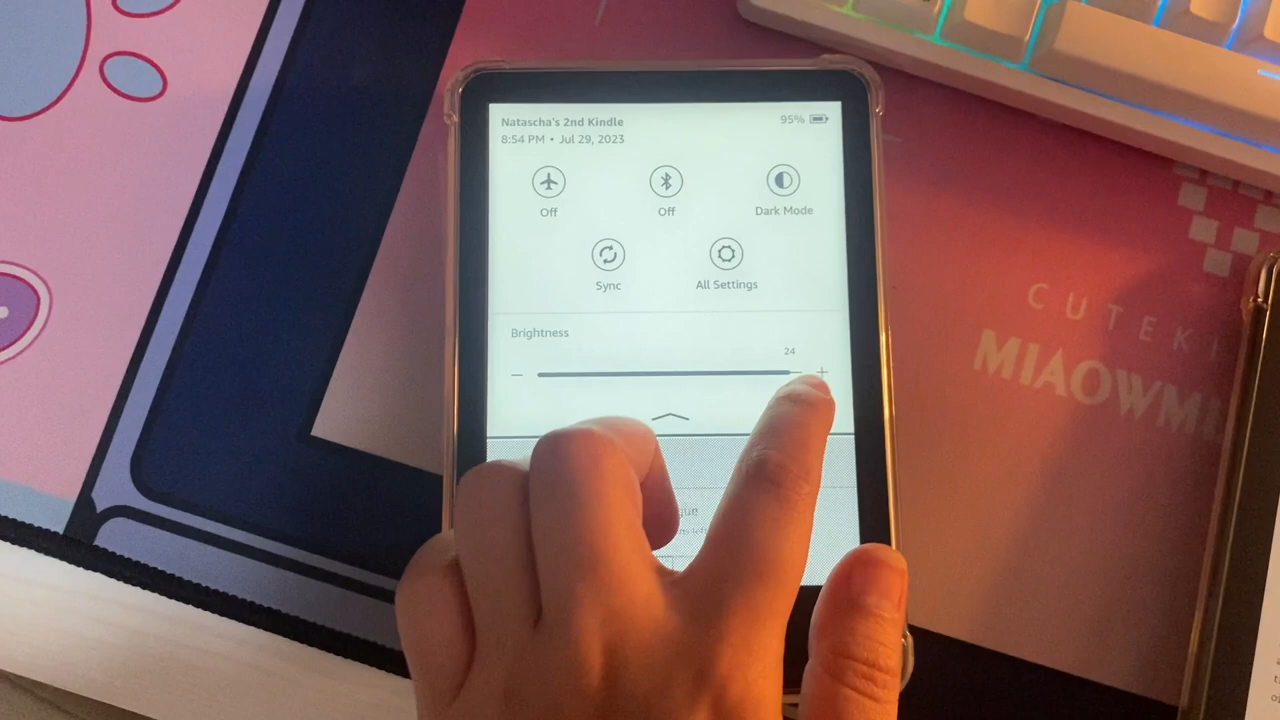 Natascha's 2nd Kindle
95%
8:54 PM • Jul 29, 2023
Off
Off
Dark Mode
Sync
All Settings
Brightness
24
CUTEKI
MIAOWM